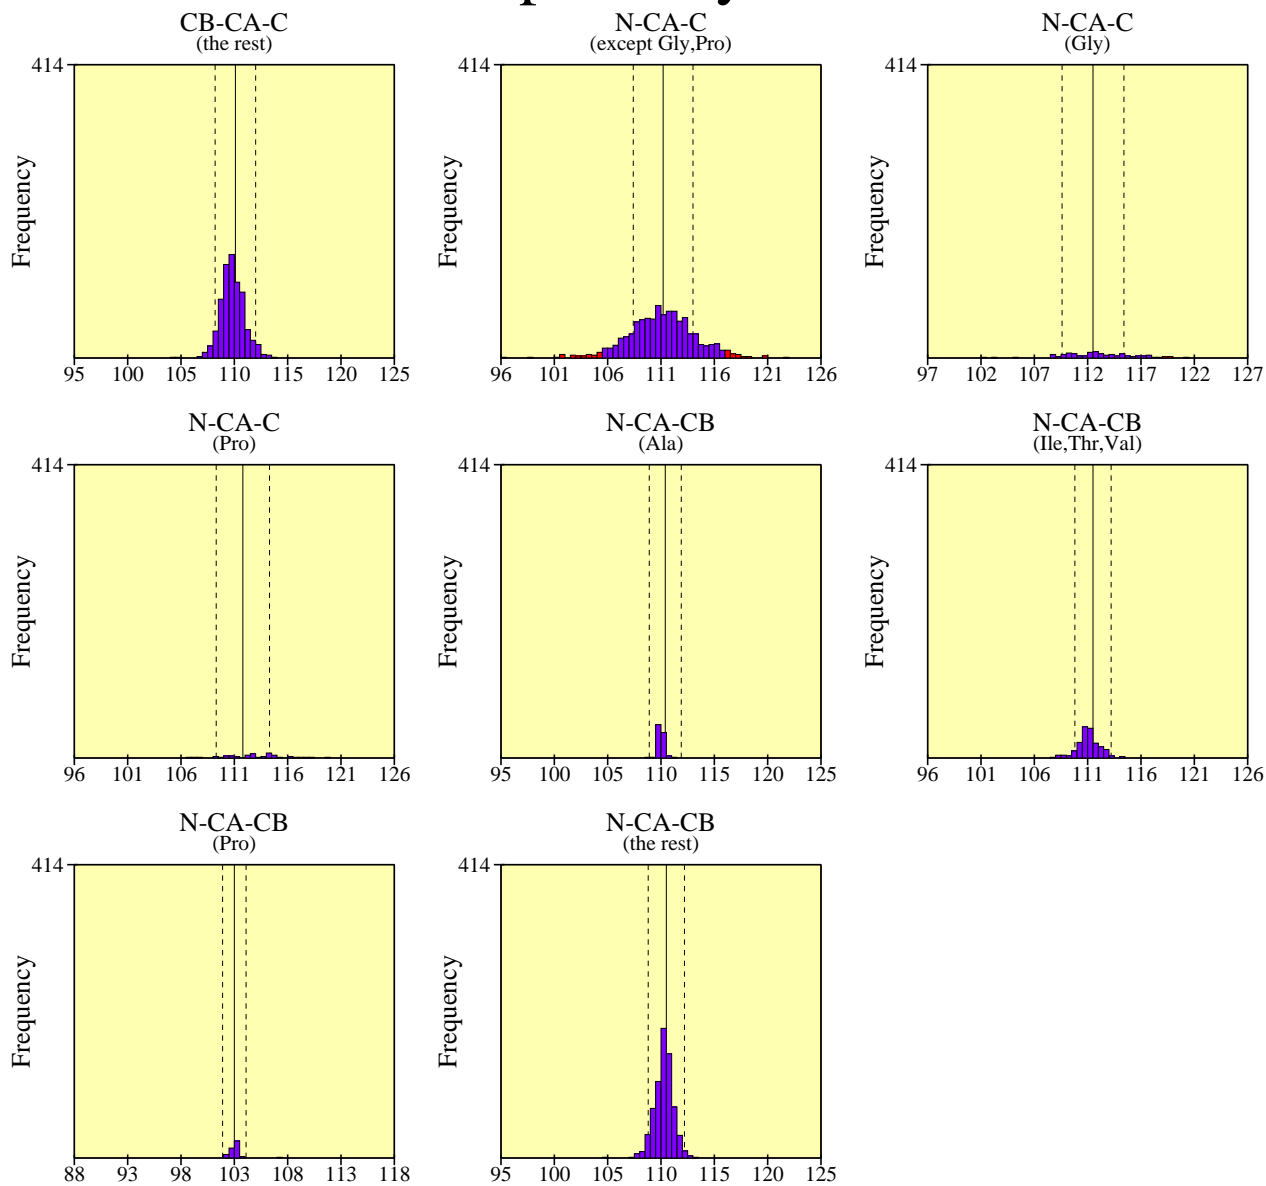 CB-CA-C
(the rest)
414
Frequency
95 100 105 110 115 120 125
N-CA-C
(except Gly,Pro)
414
Frequency
96 101 106 111 116 121 126
N-CA-C
(Gly)
414
Frequency
97 102 107 112 117 122 127
N-CA-C
(Pro)
414
Frequency
96 101 106 111 116 121 126
N-CA-CB
(Ala)
414
Frequency
95 100 105 110 115 120 125
N-CA-CB
(Ile,Thr,Val)
414
Frequency
96 101 106 111 116 121 126
N-CA-CB
(Pro)
414
Frequency
88 93 98 103 108 113 118
N-CA-CB
(the rest)
414
Frequency
95 100 105 110 115 120 125